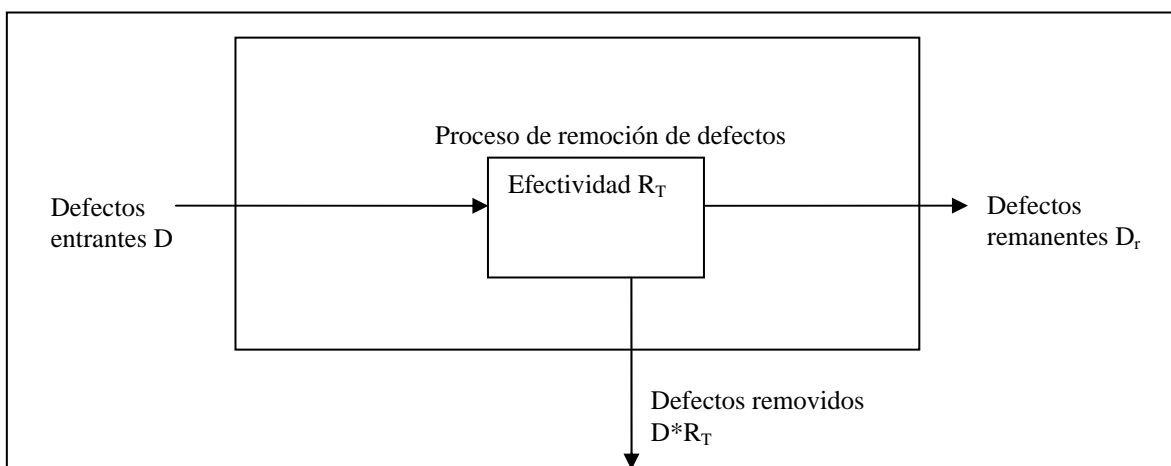 Proceso de remoción de defectos
Efectividad R_T
Defectos
entrantes D
Defectos
remanentes D_r
Defectos removidos
D*R_T